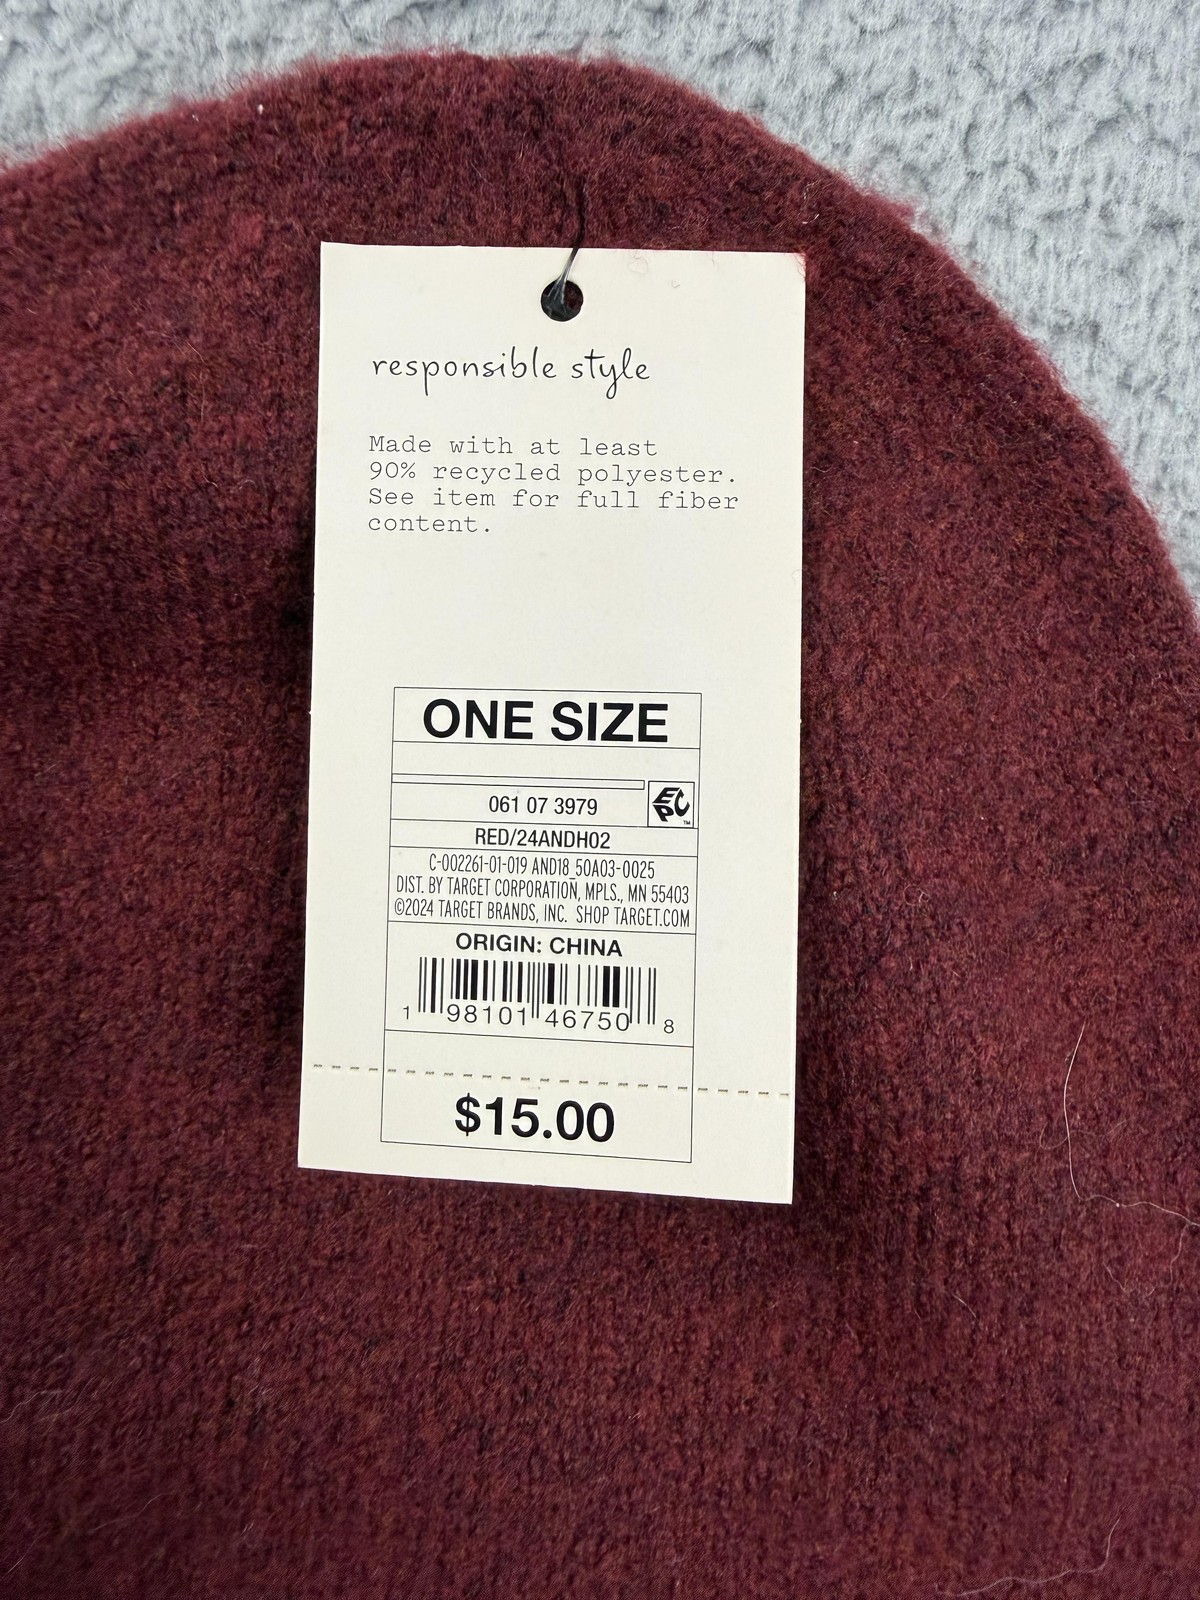 responsible style
Made with at least
90% recycled polyester.
See item for full fiber
content.
ONE SIZE
061 07 3979
EPC™
RED/24ANDH02
C-002261-01-019 AND18_50A03-0025
DIST. BY TARGET CORPORATION, MPLS., MN 55403
©2024 TARGET BRANDS, INC. SHOP TARGET.COM
ORIGIN: CHINA
1 98101 46750 8
$15.00